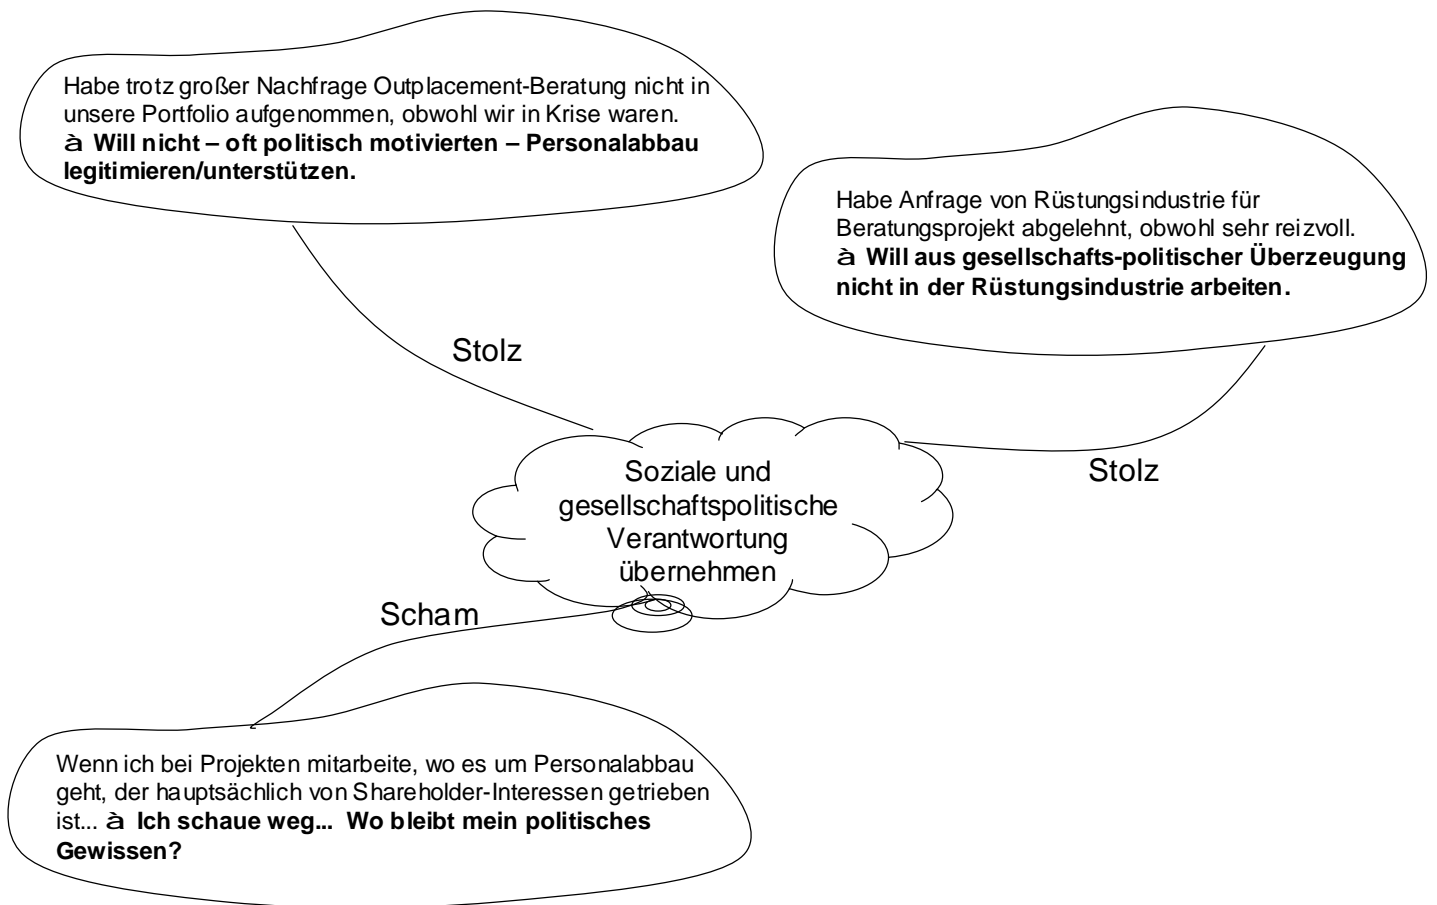 Habe trotz großer Nachfrage Outplacement-Beratung nicht in
unsere Portfolio aufgenommen, obwohl wir in Krise waren.
à Will nicht – oft politisch motivierten – Personalabbau
legitimieren/unterstützen.
Habe Anfrage von Rüstungsindustrie für
Beratungsprojekt abgelehnt, obwohl sehr reizvoll.
à Will aus gesellschafts-politischer Überzeugung
nicht in der Rüstungsindustrie arbeiten.
Stolz
Stolz
Soziale und
gesellschaftspolitische
Verantwortung
übernehmen
Scham
Wenn ich bei Projekten mitarbeite, wo es um Personalabbau
geht, der hauptsächlich von Shareholder-Interessen getrieben
ist... à Ich schaue weg... Wo bleibt mein politisches
Gewissen?